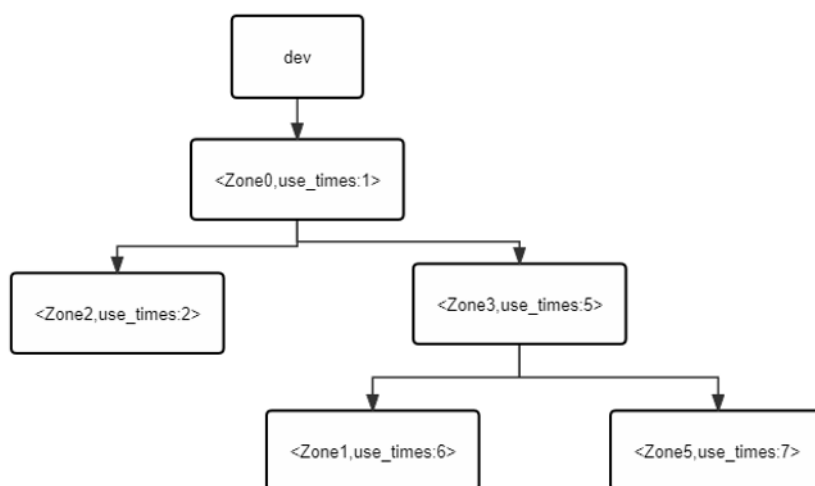 dev
<Zone0,use_times:1>
<Zone2,use_times:2>
<Zone3,use_times:5>
<Zone1,use_times:6>
<Zone5,use_times:7>